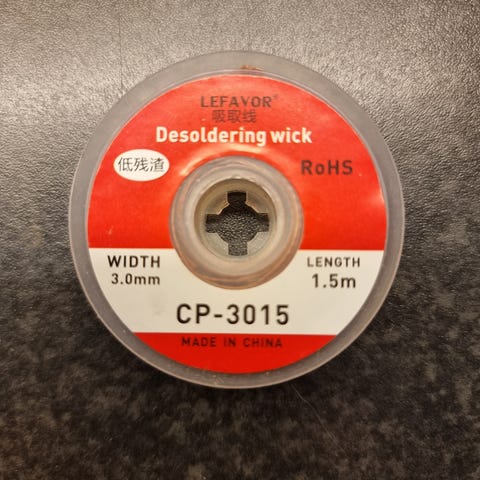 LEFAVOR®
吸取线
Desoldering wick
低残渣
RoHS
WIDTH
3.0mm
LENGTH
1.5m
CP-3015
MADE IN CHINA